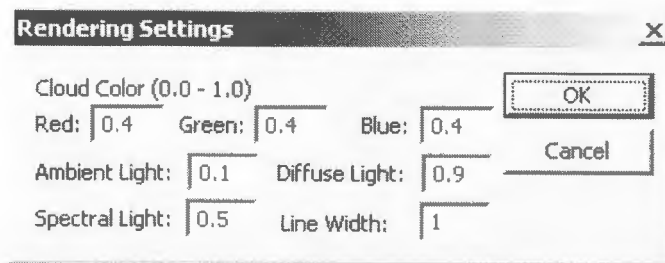 Rendering Settings X
Cloud Color (0.0 - 1.0)
OK
Red: 0.4 Green: 0.4 Blue: 0.4
Cancel
Ambient Light: 0.1 Diffuse Light: 0.9
Spectral Light: 0.5 Line Width: 1